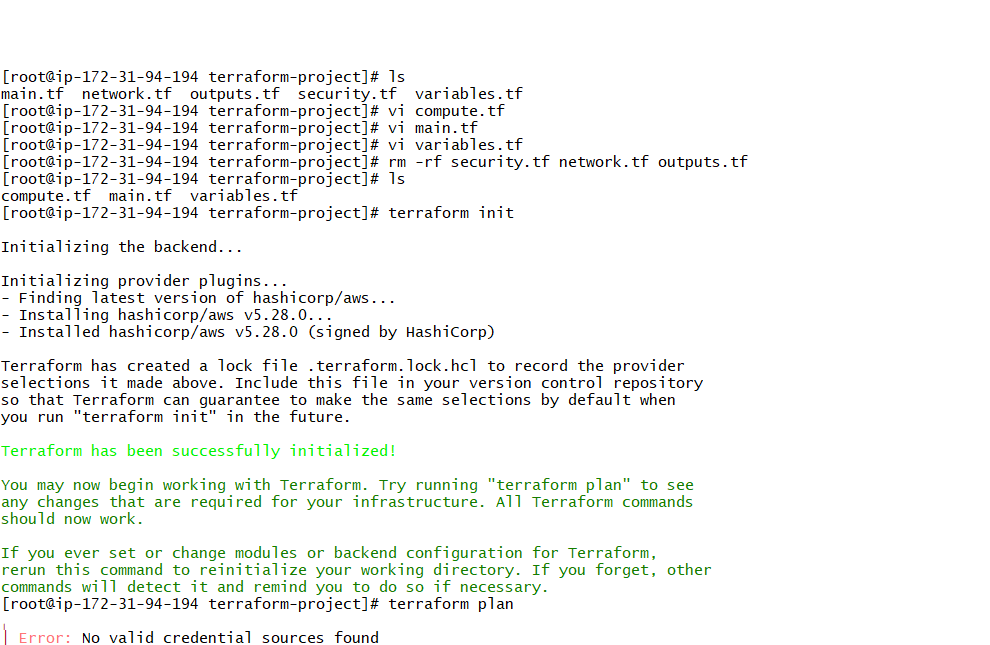 [root@ip-172-31-94-194 terraform-project]# ls
main.tf  network.tf  outputs.tf  security.tf  variables.tf
[root@ip-172-31-94-194 terraform-project]# vi compute.tf
[root@ip-172-31-94-194 terraform-project]# vi main.tf
[root@ip-172-31-94-194 terraform-project]# vi variables.tf
[root@ip-172-31-94-194 terraform-project]# rm -rf security.tf network.tf outputs.tf
[root@ip-172-31-94-194 terraform-project]# ls
compute.tf  main.tf  variables.tf
[root@ip-172-31-94-194 terraform-project]# terraform init
Initializing the backend...
Initializing provider plugins...
- Finding latest version of hashicorp/aws...
- Installing hashicorp/aws v5.28.0...
- Installed hashicorp/aws v5.28.0 (signed by HashiCorp)
Terraform has created a lock file .terraform.lock.hcl to record the provider
selections it made above. Include this file in your version control repository
so that Terraform can guarantee to make the same selections by default when
you run "terraform init" in the future.
Terraform has been successfully initialized!
You may now begin working with Terraform. Try running "terraform plan" to see
any changes that are required for your infrastructure. All Terraform commands
should now work.
If you ever set or change modules or backend configuration for Terraform,
rerun this command to reinitialize your working directory. If you forget, other
commands will detect it and remind you to do so if necessary.
[root@ip-172-31-94-194 terraform-project]# terraform plan
│ Error: No valid credential sources found